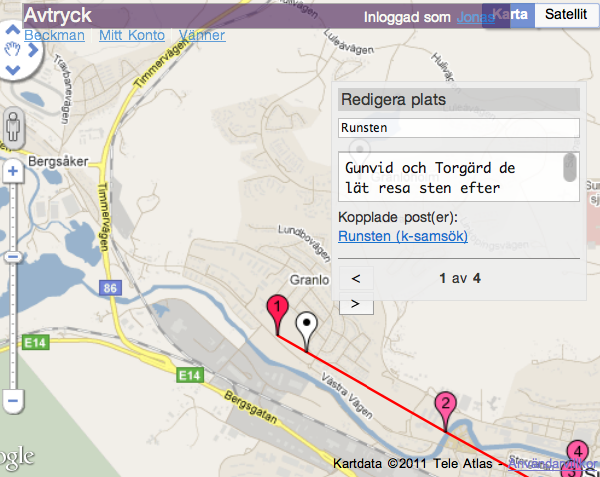 Avtryck
Inloggad som Jonas
Karta
Satellit
Beckman Mitt Konto Vänner
Redigera plats
Runsten
Gunvid och Torgärd de
lät resa sten efter
Kopplade post(er):
Runsten (k-samsök)
<
1 av 4
>
Timmervägen
Luleavägen
Bergsåker
Timmervägen
Lundbovägen
Granlo
86
1
E14
E14
Västra Vägen
Bergsgatan
2
4
3
Kartdata ©2011 Tele Atlas -